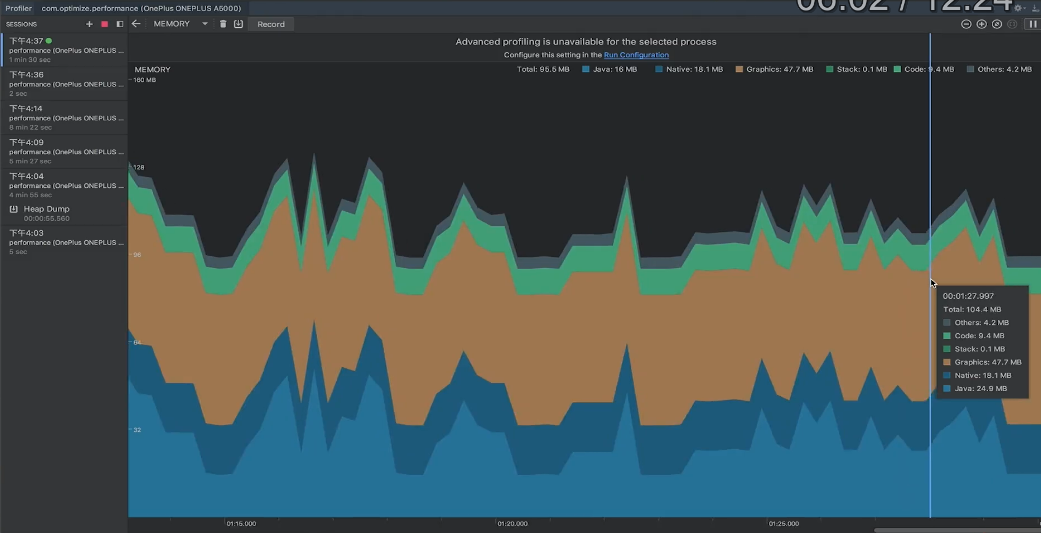 06:02 / 12:24
Profiler com.optimize.performance (OnePlus ONEPLUS A5000)
SESSIONS MEMORY Record
下午4:37
performance (OnePlus ONEPLUS ...
1 min 30 sec
下午4:36
performance (OnePlus ONEPLUS ...
2 sec
下午4:14
performance (OnePlus ONEPLUS ...
8 min 22 sec
下午4:09
performance (OnePlus ONEPLUS ...
5 min 27 sec
下午4:04
performance (OnePlus ONEPLUS ...
4 min 55 sec
Heap Dump
00:00:55.560
下午4:03
performance (OnePlus ONEPLUS ...
5 sec
Advanced profiling is unavailable for the selected process
Configure this setting in the Run Configuration
MEMORY Total: 95.5 MB Java: 16 MB Native: 18.1 MB Graphics: 47.7 MB Stack: 0.1 MB Code: 9.4 MB Others: 4.2 MB
160 MB
128
96
64
32
00:01:27.997
Total: 104.4 MB
Others: 4.2 MB
Code: 9.4 MB
Stack: 0.1 MB
Graphics: 47.7 MB
Native: 18.1 MB
Java: 24.9 MB
01:15.000 01:20.000 01:25.000